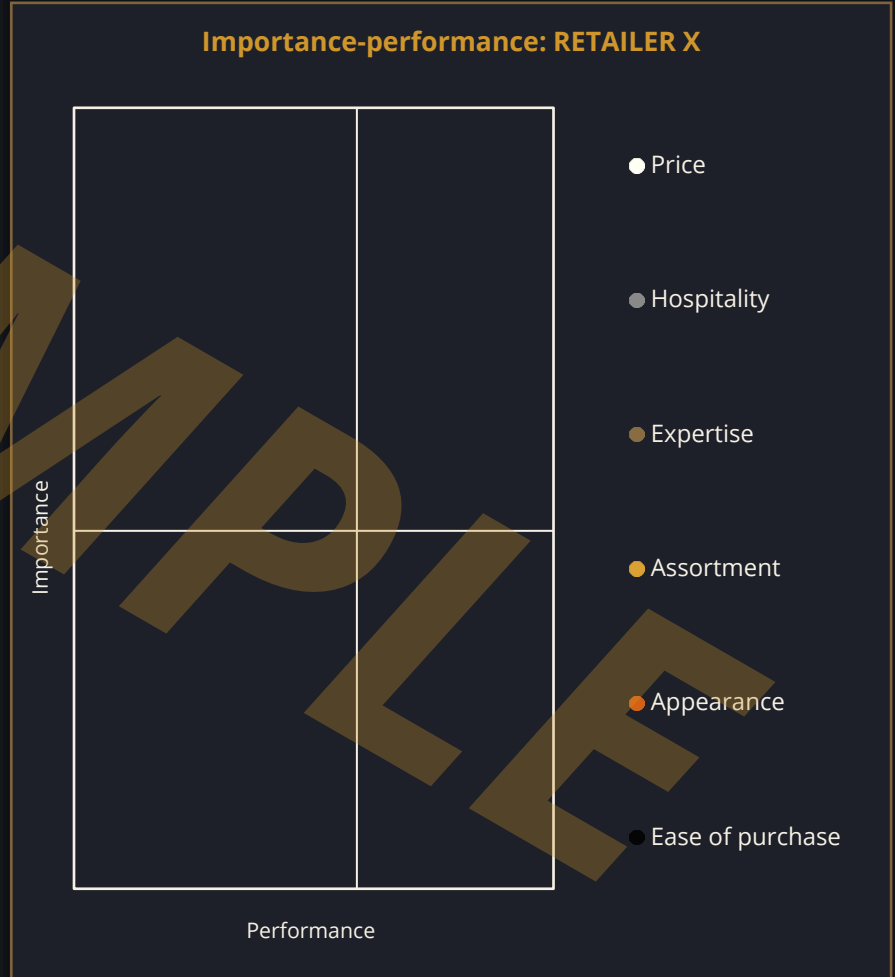 Importance-performance: RETAILER X
Price
Hospitality
Expertise
Assortment
Appearance
Ease of purchase
Importance
Performance
MPLE